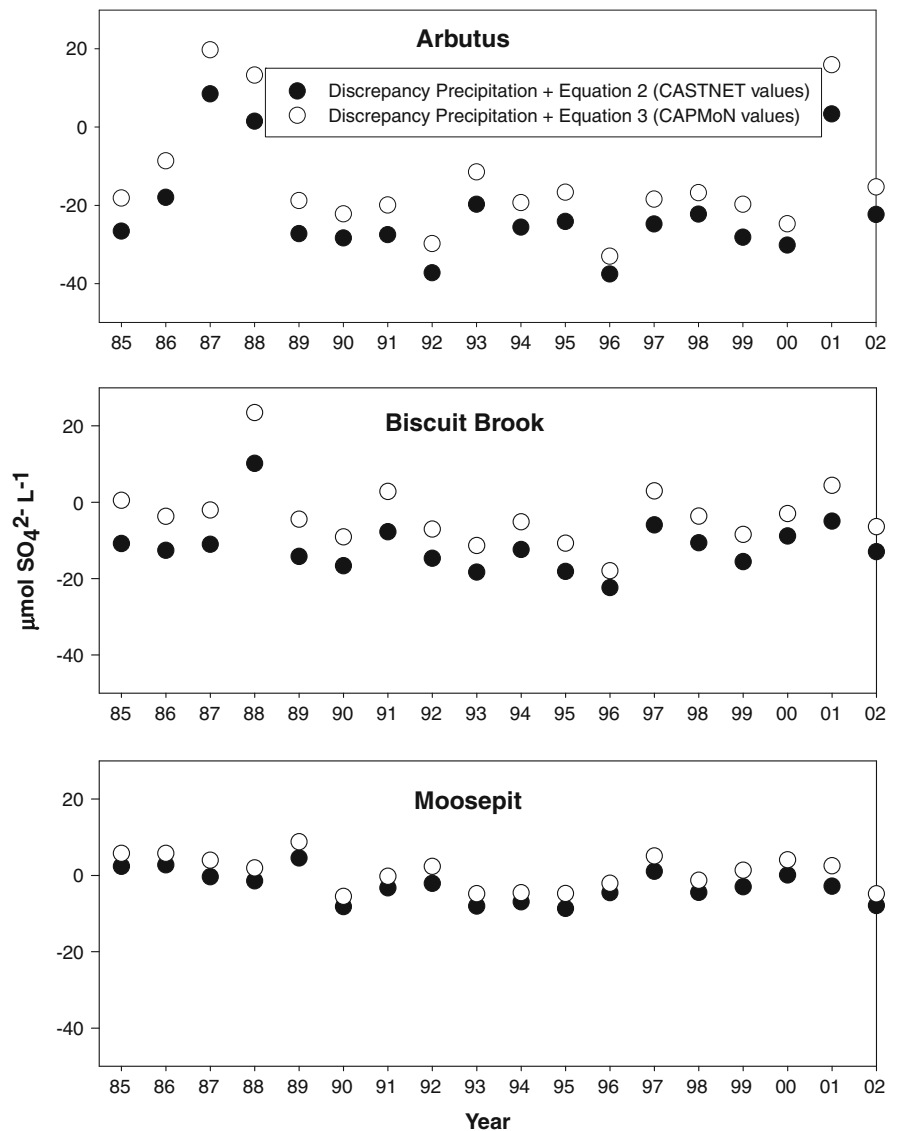 Arbutus
Discrepancy Precipitation + Equation 2 (CASTNET values)
Discrepancy Precipitation + Equation 3 (CAPMoN values)
20
0
-20
-40
85 86 87 88 89 90 91 92 93 94 95 96 97 98 99 00 01 02
Biscuit Brook
20
0
-20
-40
85 86 87 88 89 90 91 92 93 94 95 96 97 98 99 00 01 02
µmol SO₄²⁻ L⁻¹
Moosepit
20
0
-20
-40
85 86 87 88 89 90 91 92 93 94 95 96 97 98 99 00 01 02
Year